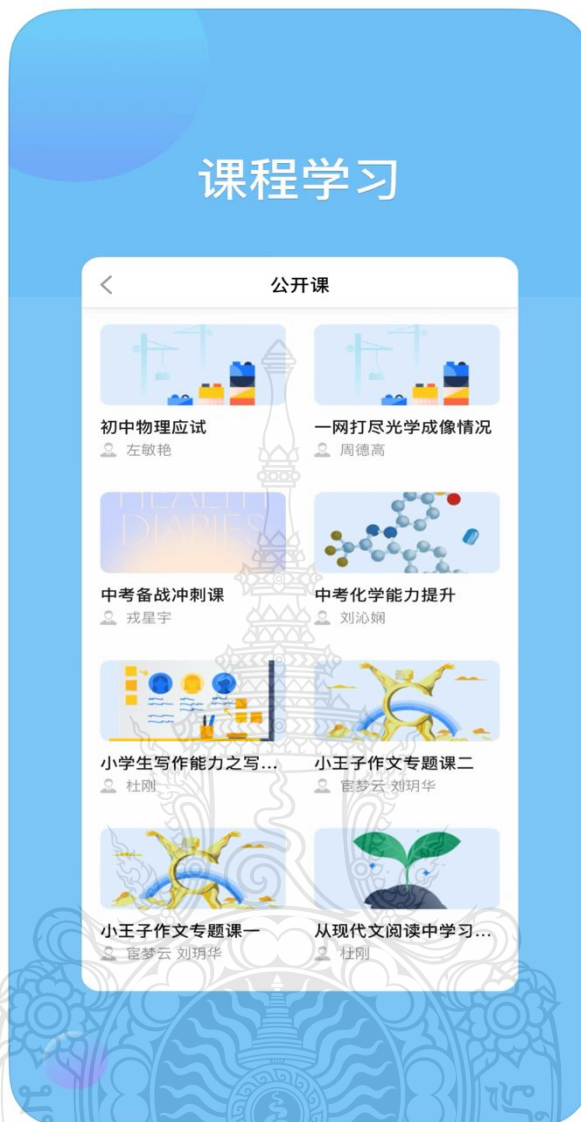 课程学习
公开课
初中物理应试
左敏艳
一网打尽光学成像情况
周德高
HEALTH
DIARIES
中考备战冲刺课
戎星宇
中考化学能力提升
刘沁娴
小学生写作能力之写...
杜刚
小王子作文专题课二
宦梦云 刘玥华
小王子作文专题课一
宦梦云 刘玥华
从现代文阅读中学习...
杜刚